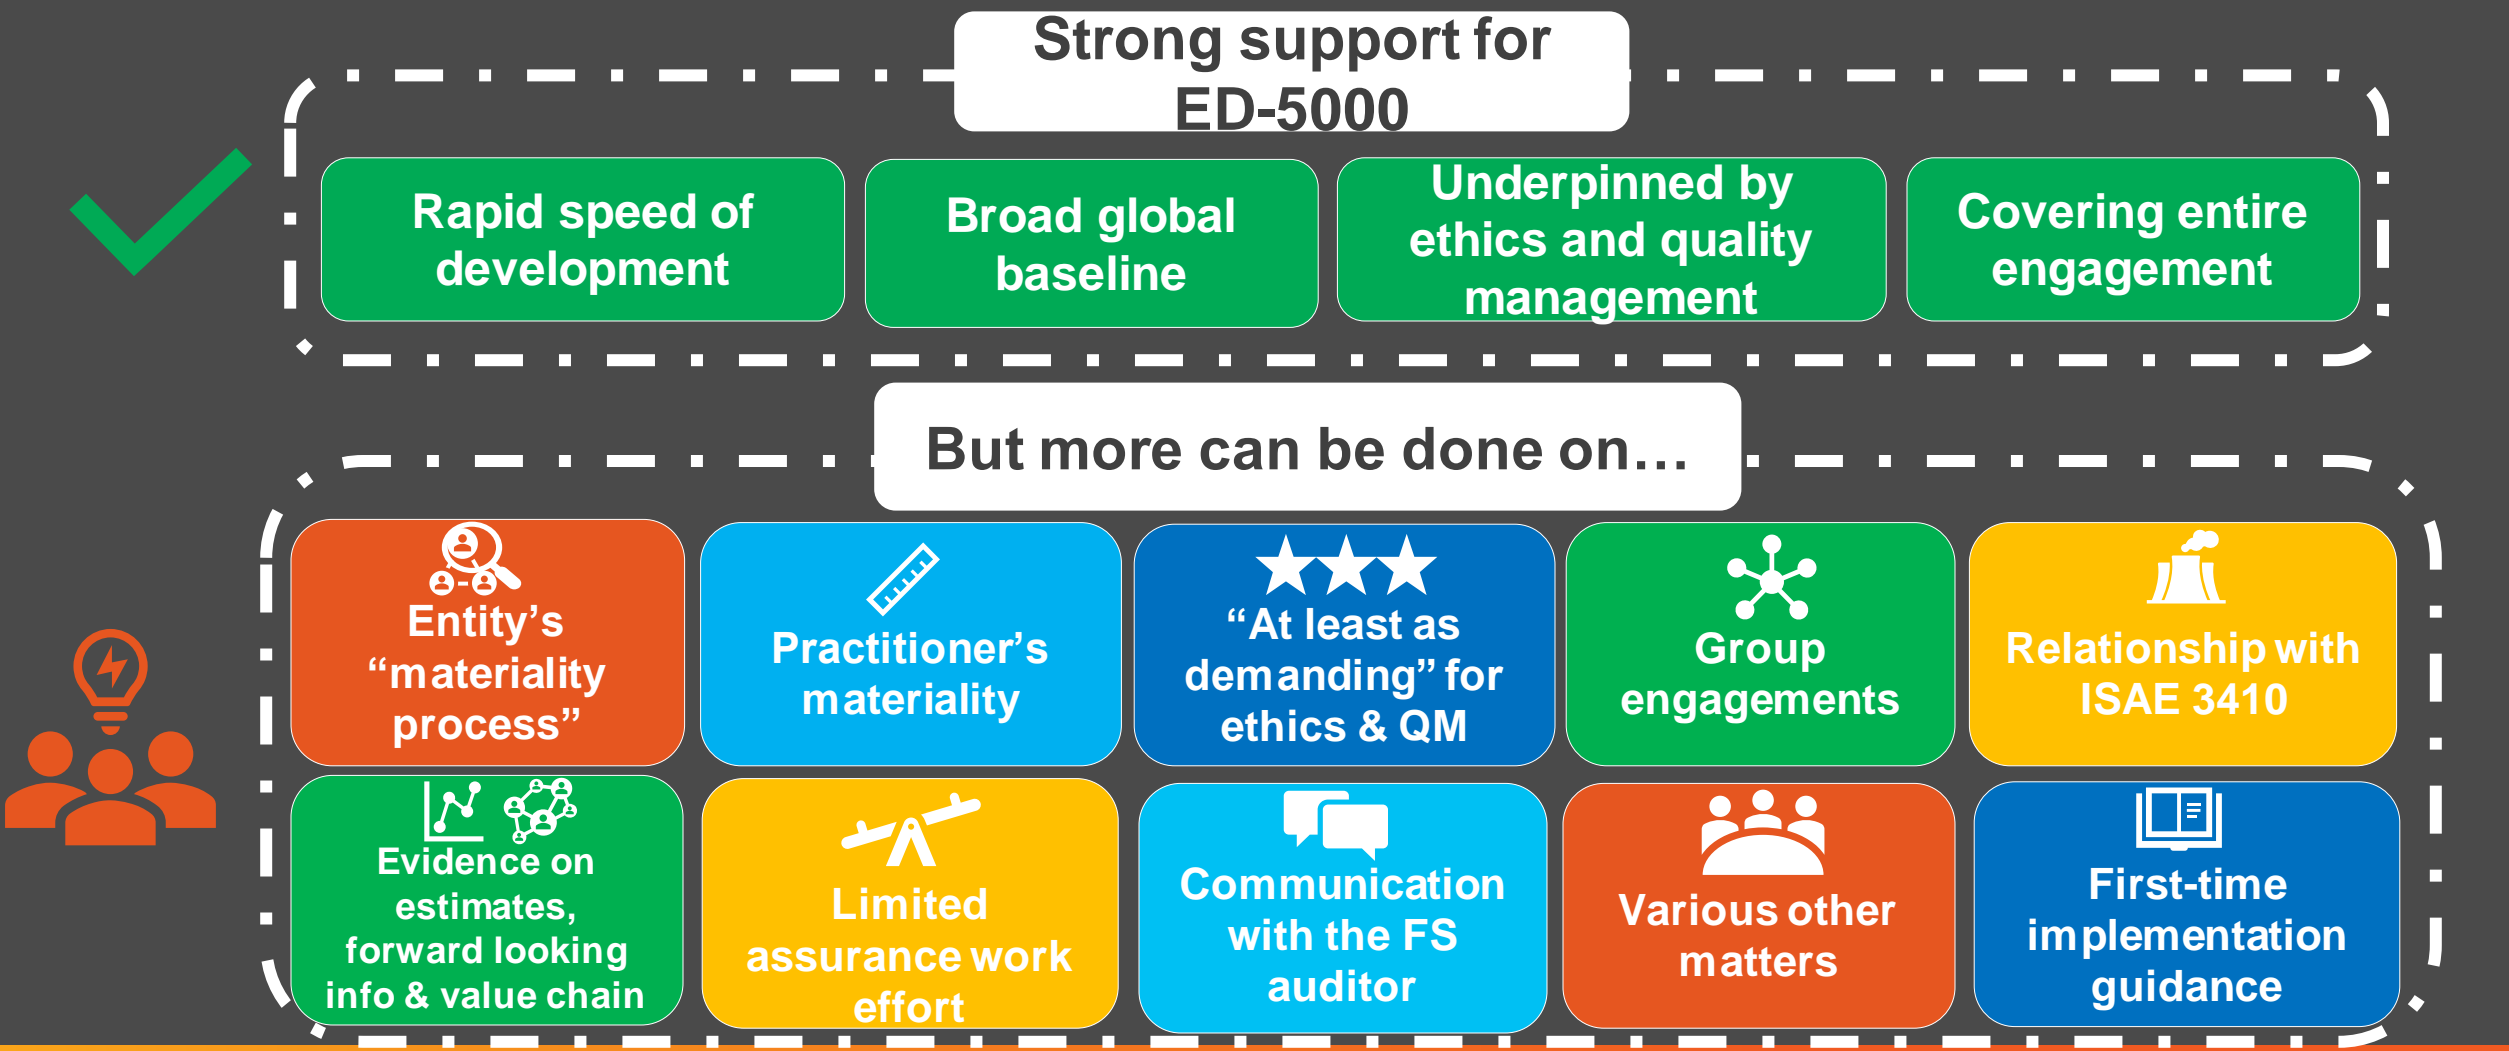 Strong support for
ED-5000
Rapid speed of
development
Broad global
baseline
Underpinned by
ethics and quality
management
Covering entire
engagement
But more can be done on…
Entity’s
“materiality
process”
Practitioner’s
materiality
“At least as
demanding” for
ethics & QM
Group
engagements
Relationship with
ISAE 3410
Evidence on
estimates,
forward looking
info & value chain
Limited
assurance work
effort
Communication
with the FS
auditor
Various other
matters
First-time
implementation
guidance